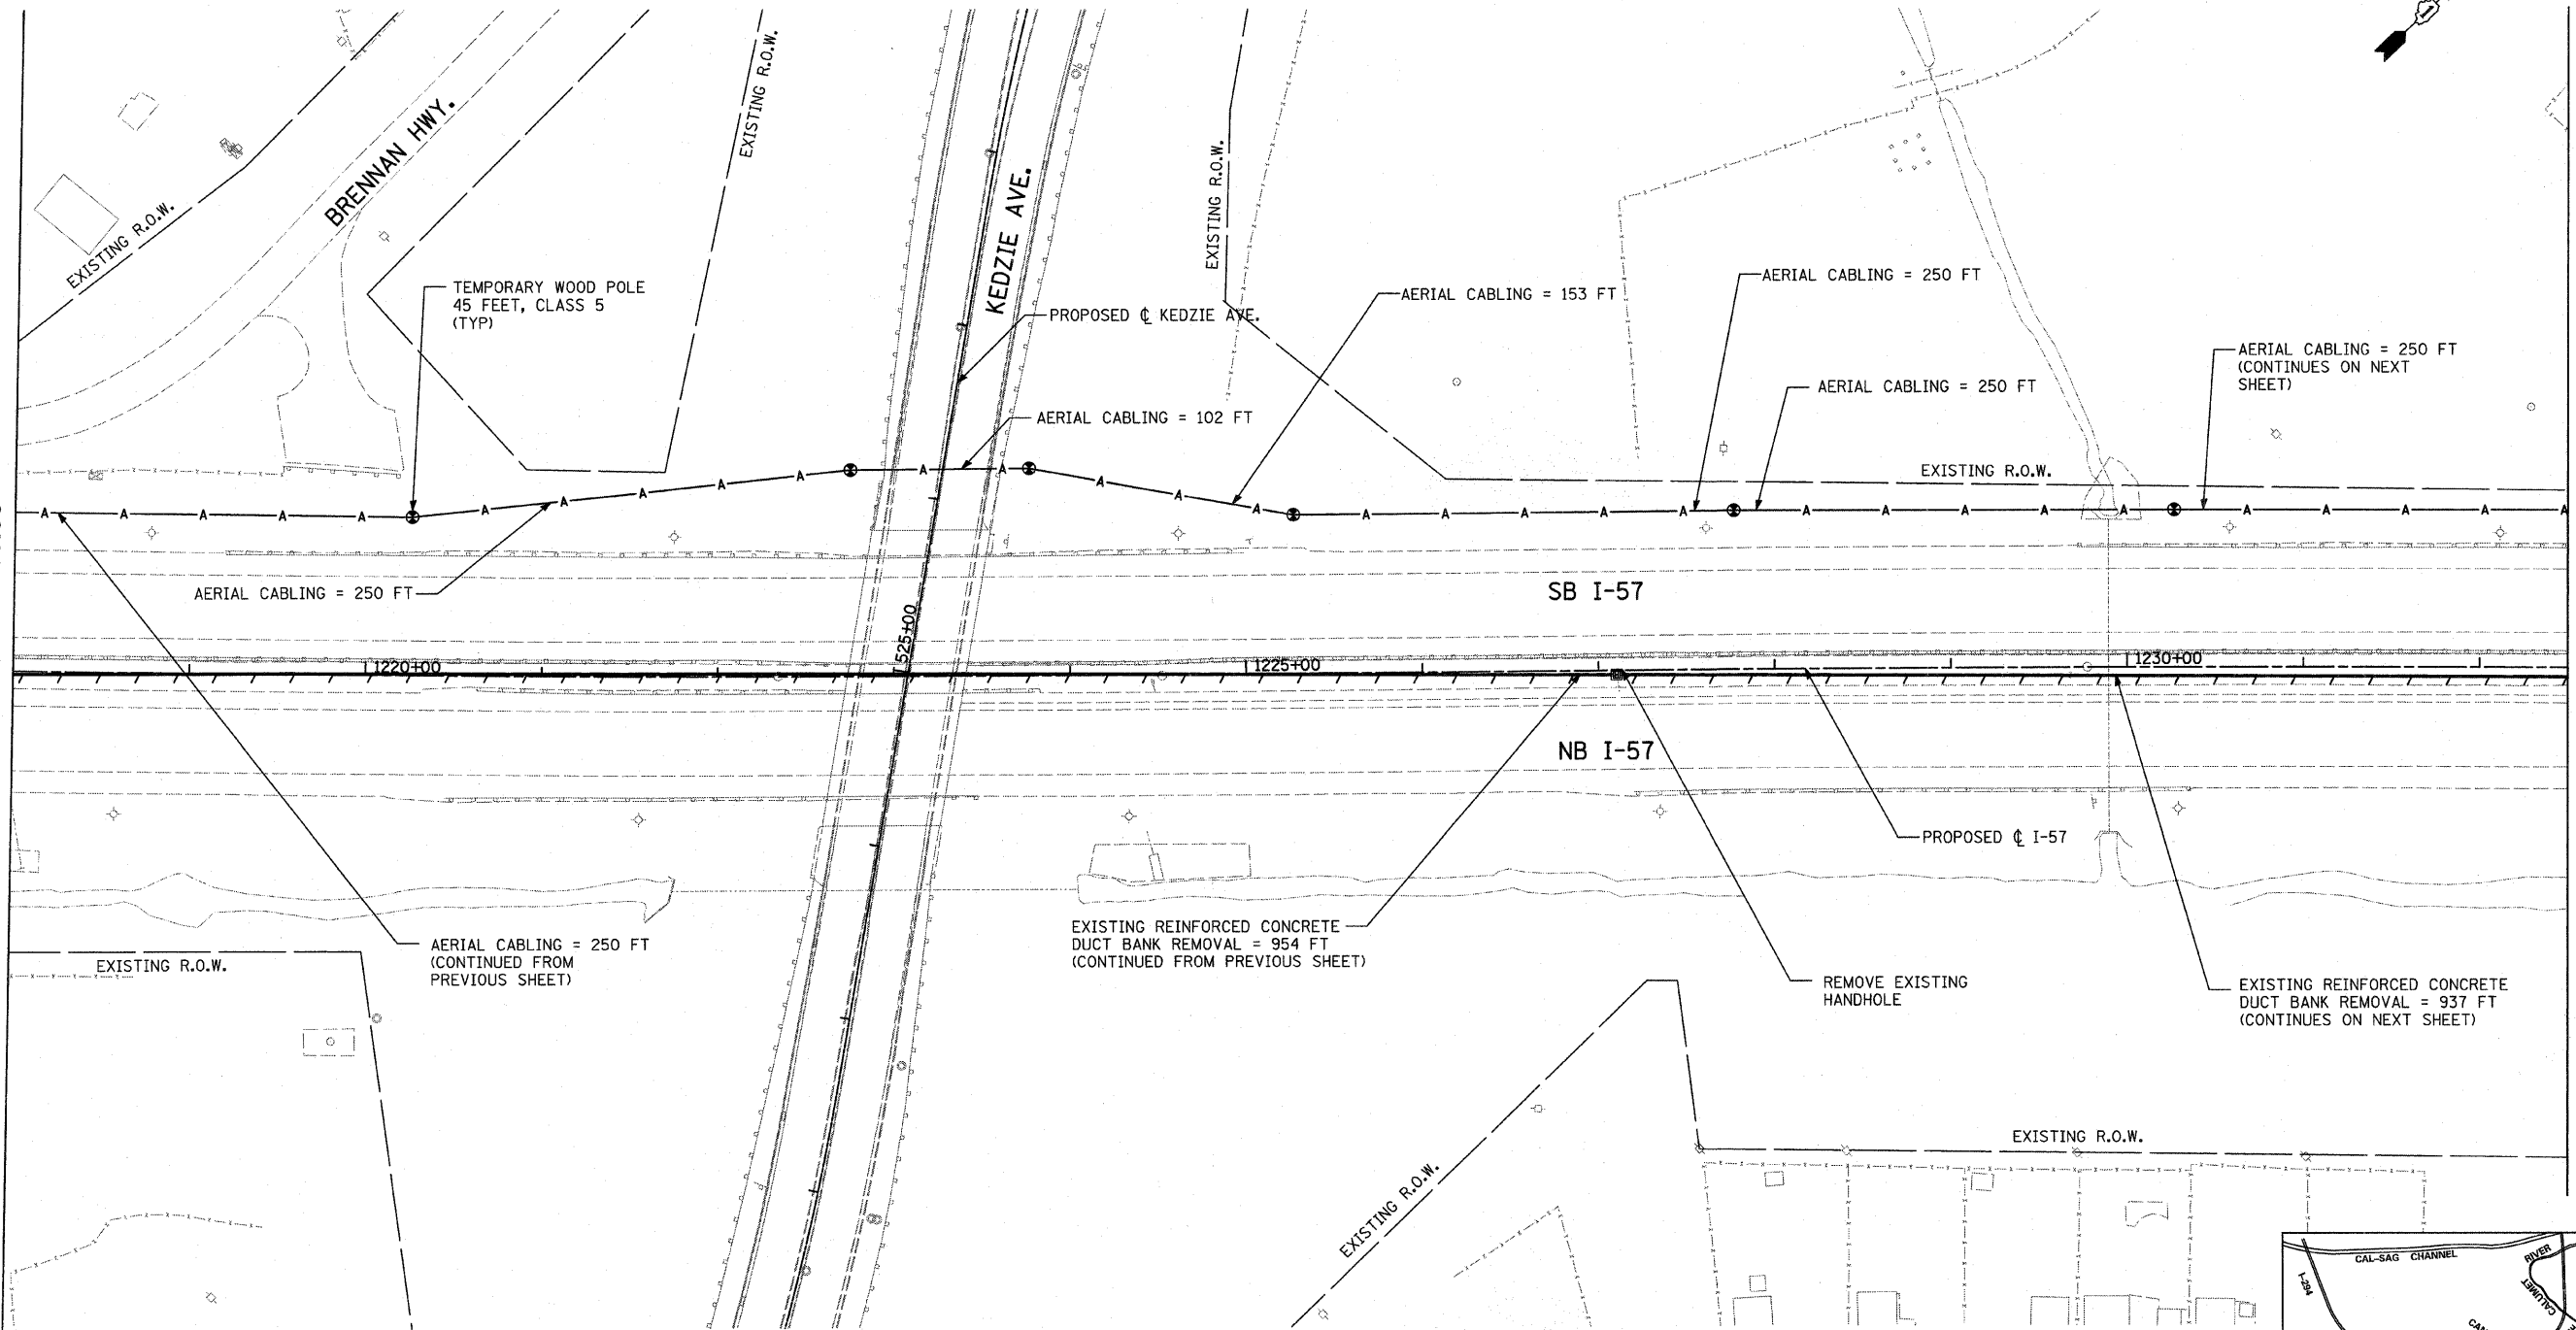 EXISTING R.O.W.
BRENNAN HWY.
EXISTING R.O.W.
KEDZIE AVE.
EXISTING R.O.W.
TEMPORARY WOOD POLE
45 FEET, CLASS 5
(TYP)
PROPOSED ℄ KEDZIE AVE.
AERIAL CABLING = 153 FT
AERIAL CABLING = 250 FT
AERIAL CABLING = 250 FT
(CONTINUES ON NEXT
SHEET)
AERIAL CABLING = 250 FT
AERIAL CABLING = 102 FT
EXISTING R.O.W.
AERIAL CABLING = 250 FT
SB I-57
525+00
1220+00
1225+00
1230+00
NB I-57
PROPOSED ℄ I-57
AERIAL CABLING = 250 FT
(CONTINUED FROM
PREVIOUS SHEET)
EXISTING R.O.W.
EXISTING REINFORCED CONCRETE
DUCT BANK REMOVAL = 954 FT
(CONTINUED FROM PREVIOUS SHEET)
REMOVE EXISTING
HANDHOLE
EXISTING REINFORCED CONCRETE
DUCT BANK REMOVAL = 937 FT
(CONTINUES ON NEXT SHEET)
EXISTING R.O.W.
EXISTING R.O.W.
CAL-SAG CHANNEL
I-294
RIVER
CALUMET